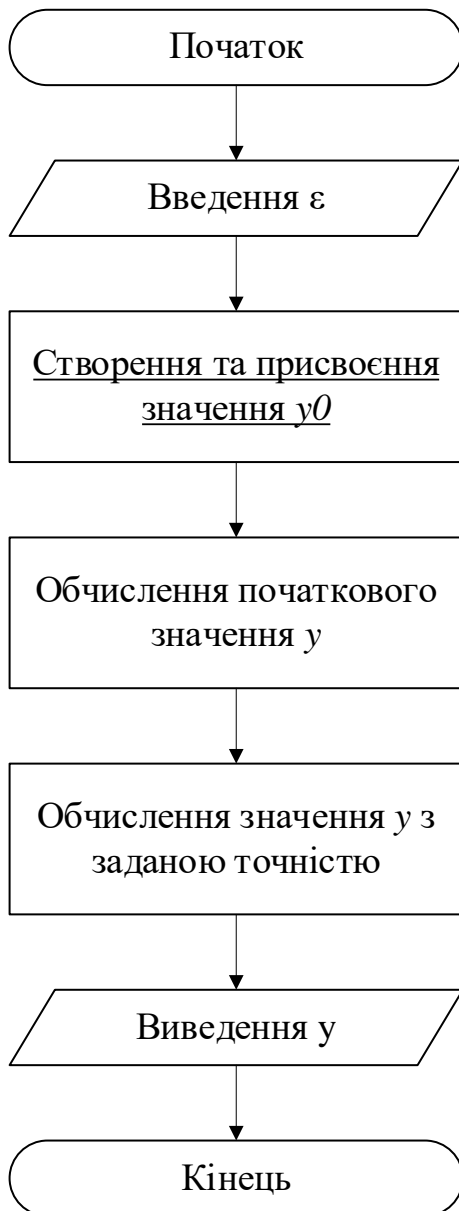 Початок
Введення ε
Створення та присвоєння
значення y0
Обчислення початкового
значення y
Обчислення значення y з
заданою точністю
Виведення y
Кінець